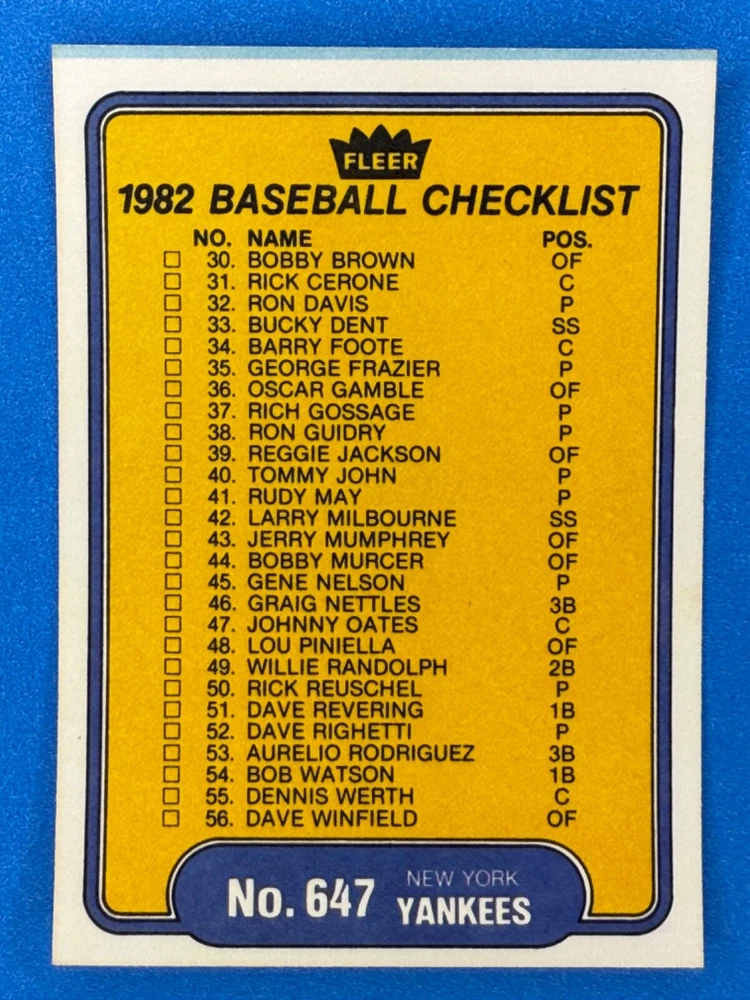 FLEER
1982 BASEBALL CHECKLIST
NO. NAME POS.
30. BOBBY BROWN OF
31. RICK CERONE C
32. RON DAVIS P
33. BUCKY DENT SS
34. BARRY FOOTE C
35. GEORGE FRAZIER P
36. OSCAR GAMBLE OF
37. RICH GOSSAGE P
38. RON GUIDRY P
39. REGGIE JACKSON OF
40. TOMMY JOHN P
41. RUDY MAY P
42. LARRY MILBOURNE SS
43. JERRY MUMPHREY OF
44. BOBBY MURCER OF
45. GENE NELSON P
46. GRAIG NETTLES 3B
47. JOHNNY OATES C
48. LOU PINIELLA OF
49. WILLIE RANDOLPH 2B
50. RICK REUSCHEL P
51. DAVE REVERING 1B
52. DAVE RIGHETTI P
53. AURELIO RODRIGUEZ 3B
54. BOB WATSON 1B
55. DENNIS WERTH C
56. DAVE WINFIELD OF
No. 647 NEW YORK
YANKEES